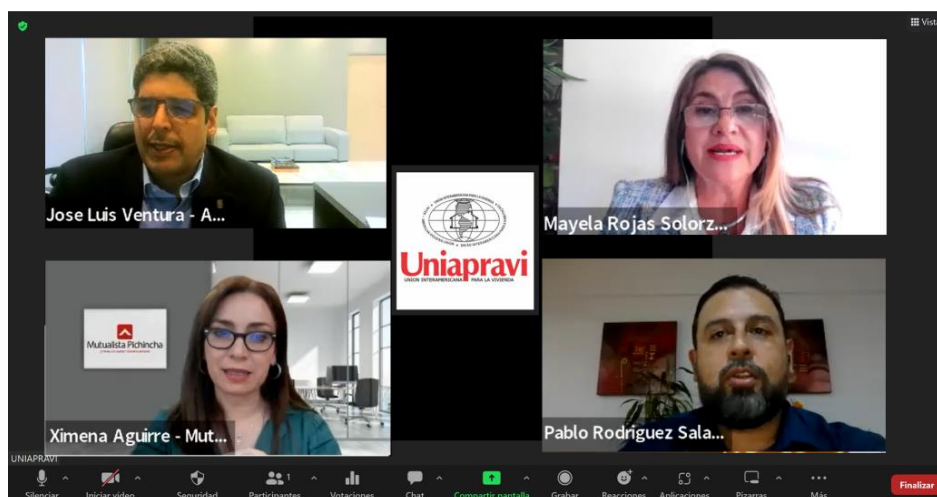 Vista
Jose Luis Ventura - A...
Mayela Rojas Solorz...
Uniapravi
UNION INTERAMERICANA PARA LA VIVIENDA
Mutualista Pichincha
Ximena Aguirre - Mut...
Pablo Rodriguez Sala...
UNIAPRAVI
Silenciar
Iniciar video
Seguridad
Participantes
1
Votaciones
Chat
Compartir pantalla
Grabar
Reacciones
Aplicaciones
Pizarras
Más
Finalizar